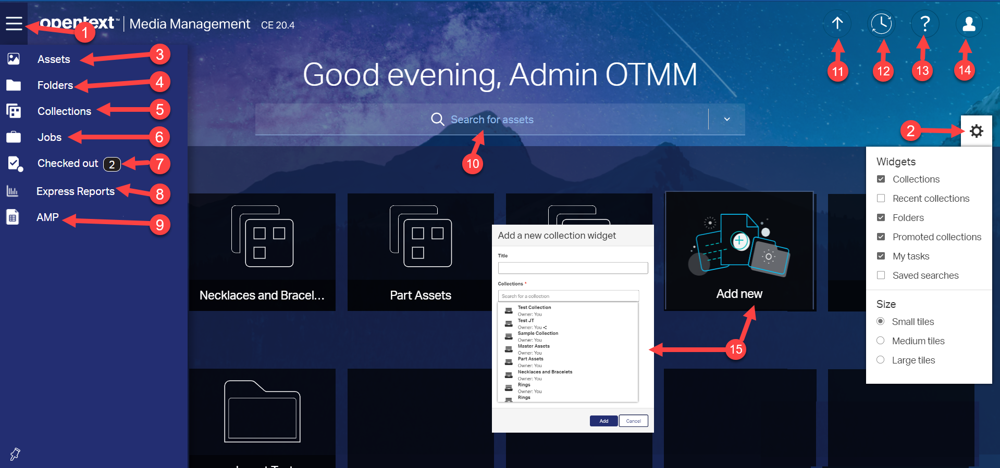 opentext™ | Media Management CE 20.4
1
11
12
13
14
Assets
3
Folders
4
Collections
5
Jobs
6
Checked out 2
7
Express Reports
8
AMP
9
Good evening, Admin OTMM
Search for assets
10
2
Widgets
Collections
Recent collections
Folders
Promoted collections
My tasks
Saved searches
Size
Small tiles
Medium tiles
Large tiles
Necklaces and Bracel...
Part Assets
Add new
15
Add a new collection widget
Title
Collections *
Search for a collection
Test Collection
Owner: You
Test JT
Owner: You
Sample Collection
Owner: You
Master Assets
Owner: You
Part Assets
Owner: You
Necklaces and Bracelets
Owner: You
Rings
Owner: You
Rings
Add
Cancel